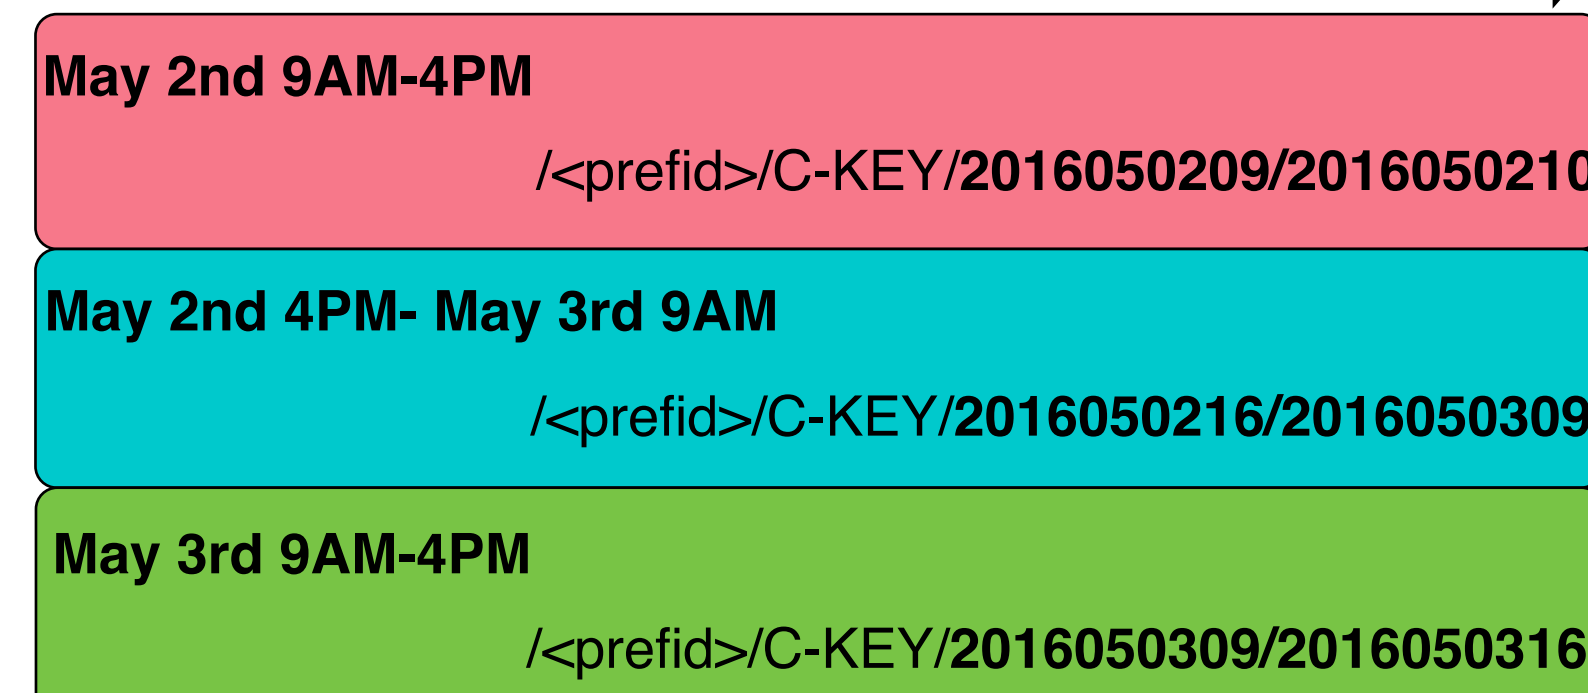 May 2nd 9AM-4PM
/<prefid>/C-KEY/2016050209/2016050210
May 2nd 4PM- May 3rd 9AM
/<prefid>/C-KEY/2016050216/2016050309
May 3rd 9AM-4PM
/<prefid>/C-KEY/2016050309/2016050316